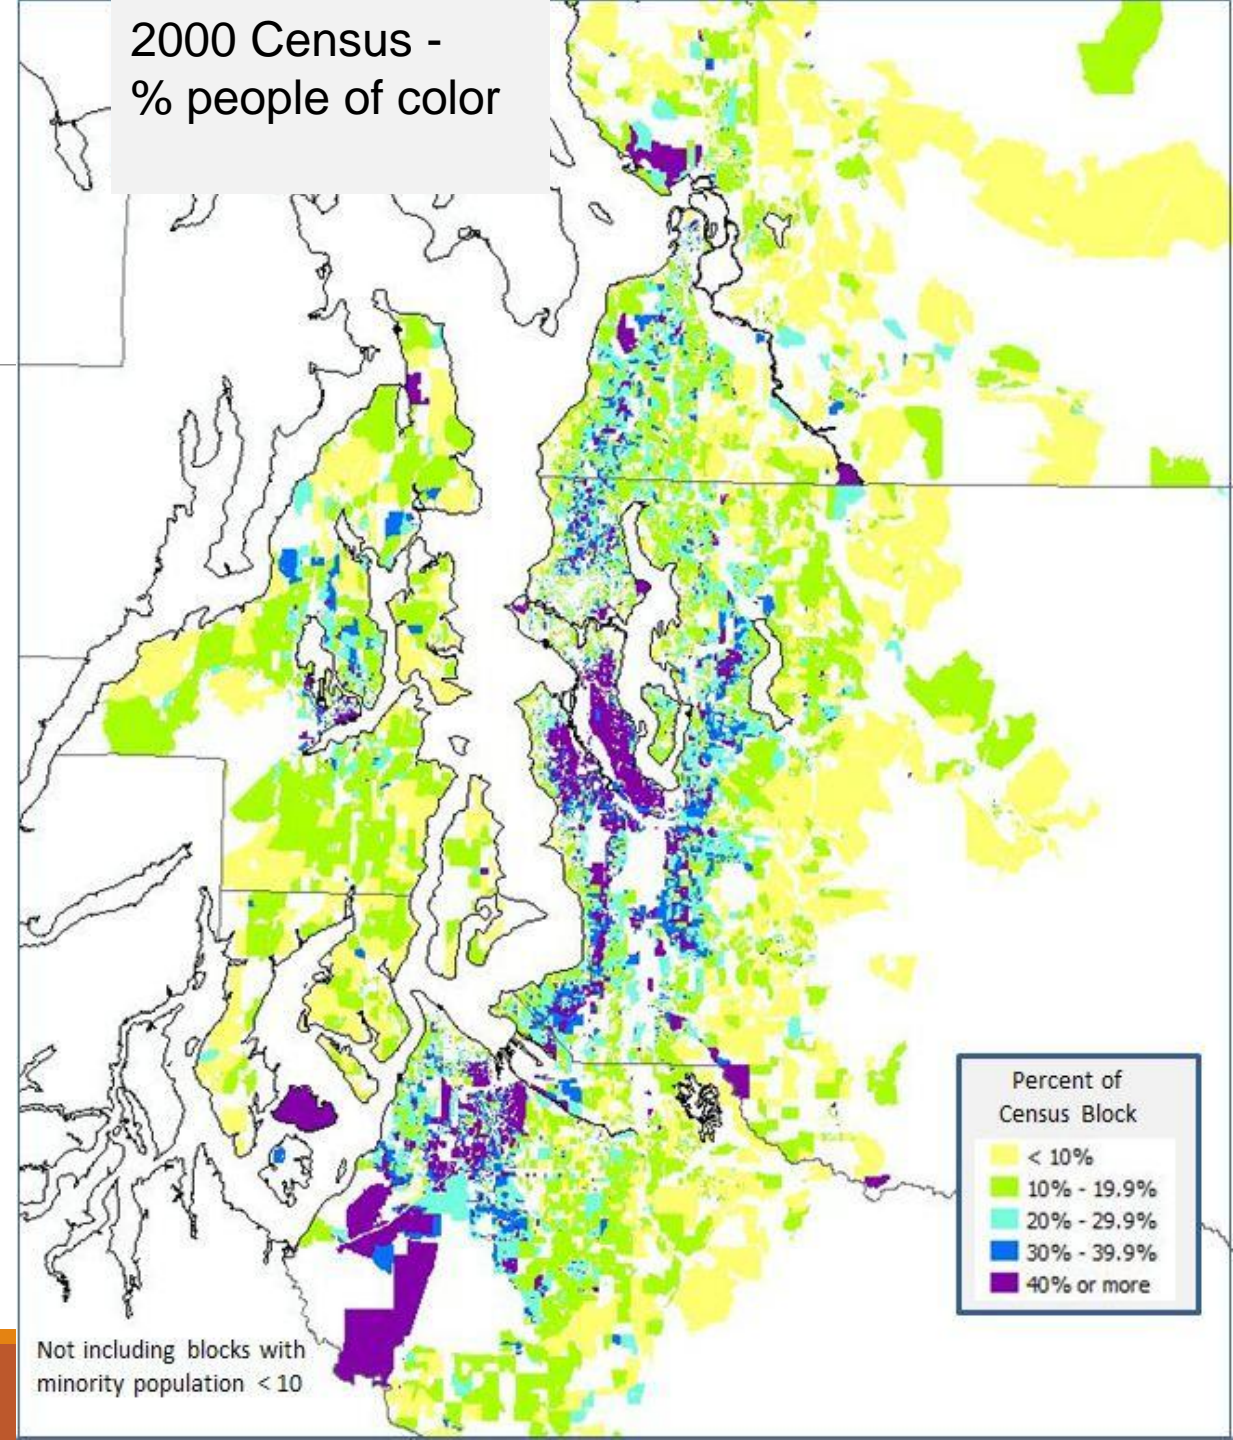 2000 Census -
% people of color
Percent of
Census Block
< 10%
10% - 19.9%
20% - 29.9%
30% - 39.9%
40% or more
Not including blocks with
minority population < 10